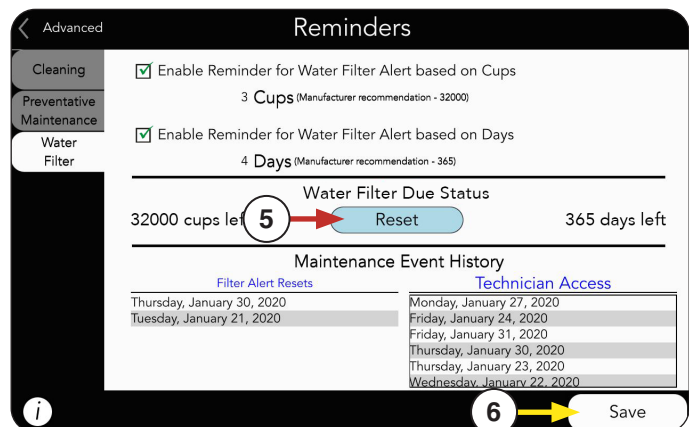 Advanced
Reminders
Cleaning
Preventative
Maintenance
Water
Filter
Enable Reminder for Water Filter Alert based on Cups
3 Cups (Manufacturer recommendation - 32000)
Enable Reminder for Water Filter Alert based on Days
4 Days (Manufacturer recommendation - 365)
Water Filter Due Status
32000 cups lef 5 Reset 365 days left
Maintenance Event History
Filter Alert Resets
Thursday, January 30, 2020
Tuesday, January 21, 2020
Technician Access
Monday, January 27, 2020
Friday, January 24, 2020
Friday, January 31, 2020
Thursday, January 30, 2020
Thursday, January 23, 2020
Wednesday, January 22, 2020
i
6 Save